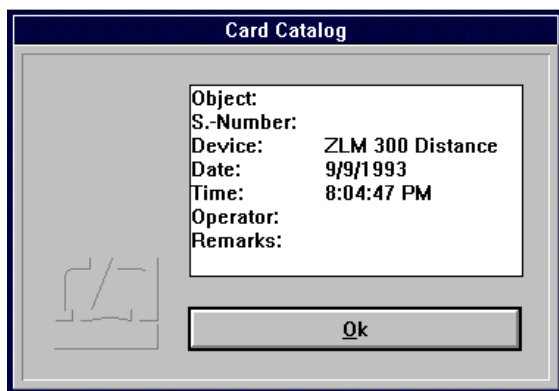 Card Catalog
Object:
S.-Number:
Device: ZLM 300 Distance
Date: 9/9/1993
Time: 8:04:47 PM
Operator:
Remarks:
Ok